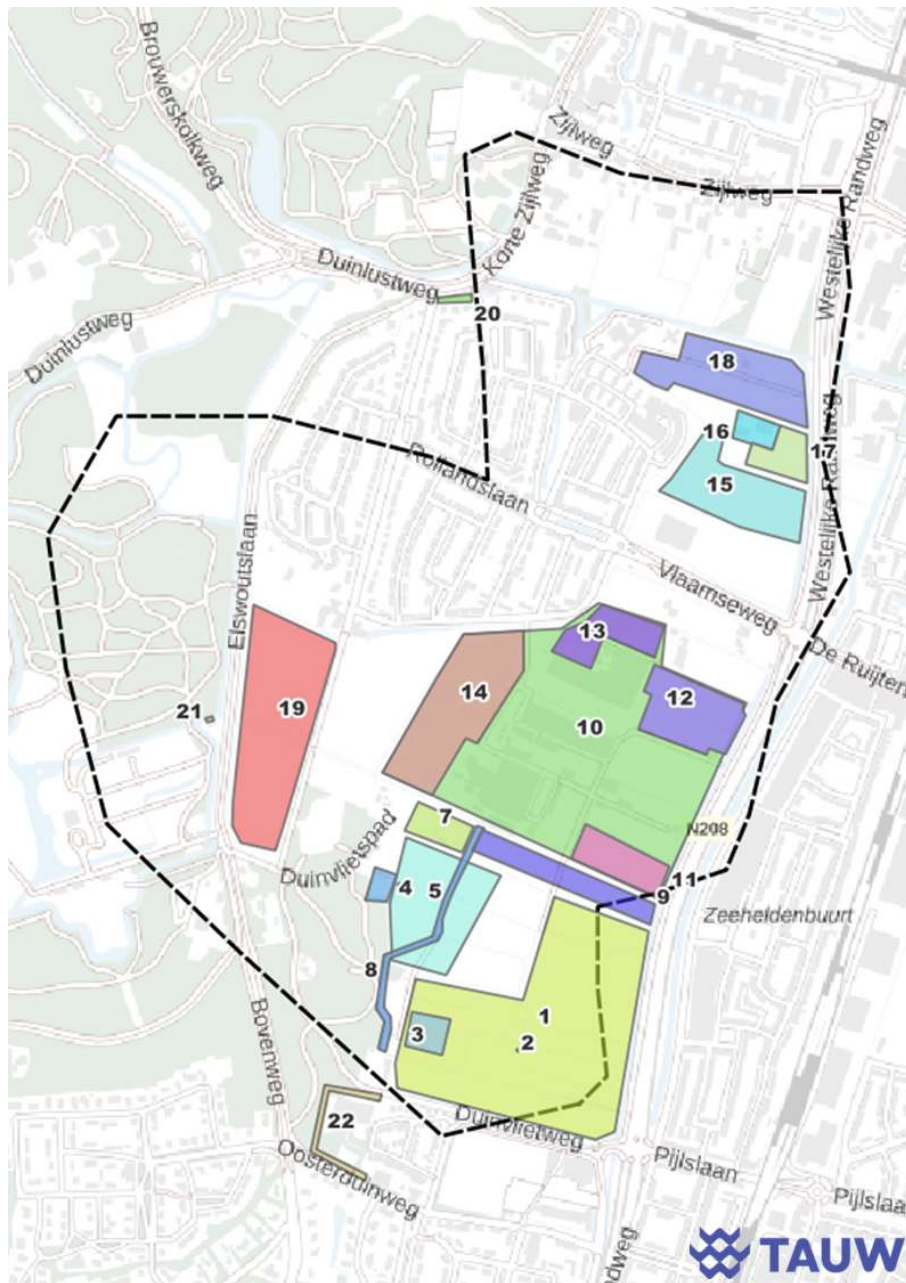 Brouwerskolkweg
Zijlweg
Zijlweg
Westelijke Randweg
Korte Zijlweg
Duinlustweg
Duinlustweg
20
18
16
17
15
Rollandslaan
Westelijke Randweg
Vlaamseweg
De Ruijter
Elswoutslaan
13
14
12
19
10
21
7
N208
Duinvlietspad
11
4
5
9
Zeeheldenbuurt
8
1
3
2
Bovenweg
Duinvlietweg
22
Oosterduinweg
Pijlslaan
Pijlslaa
ndweg
TAUW